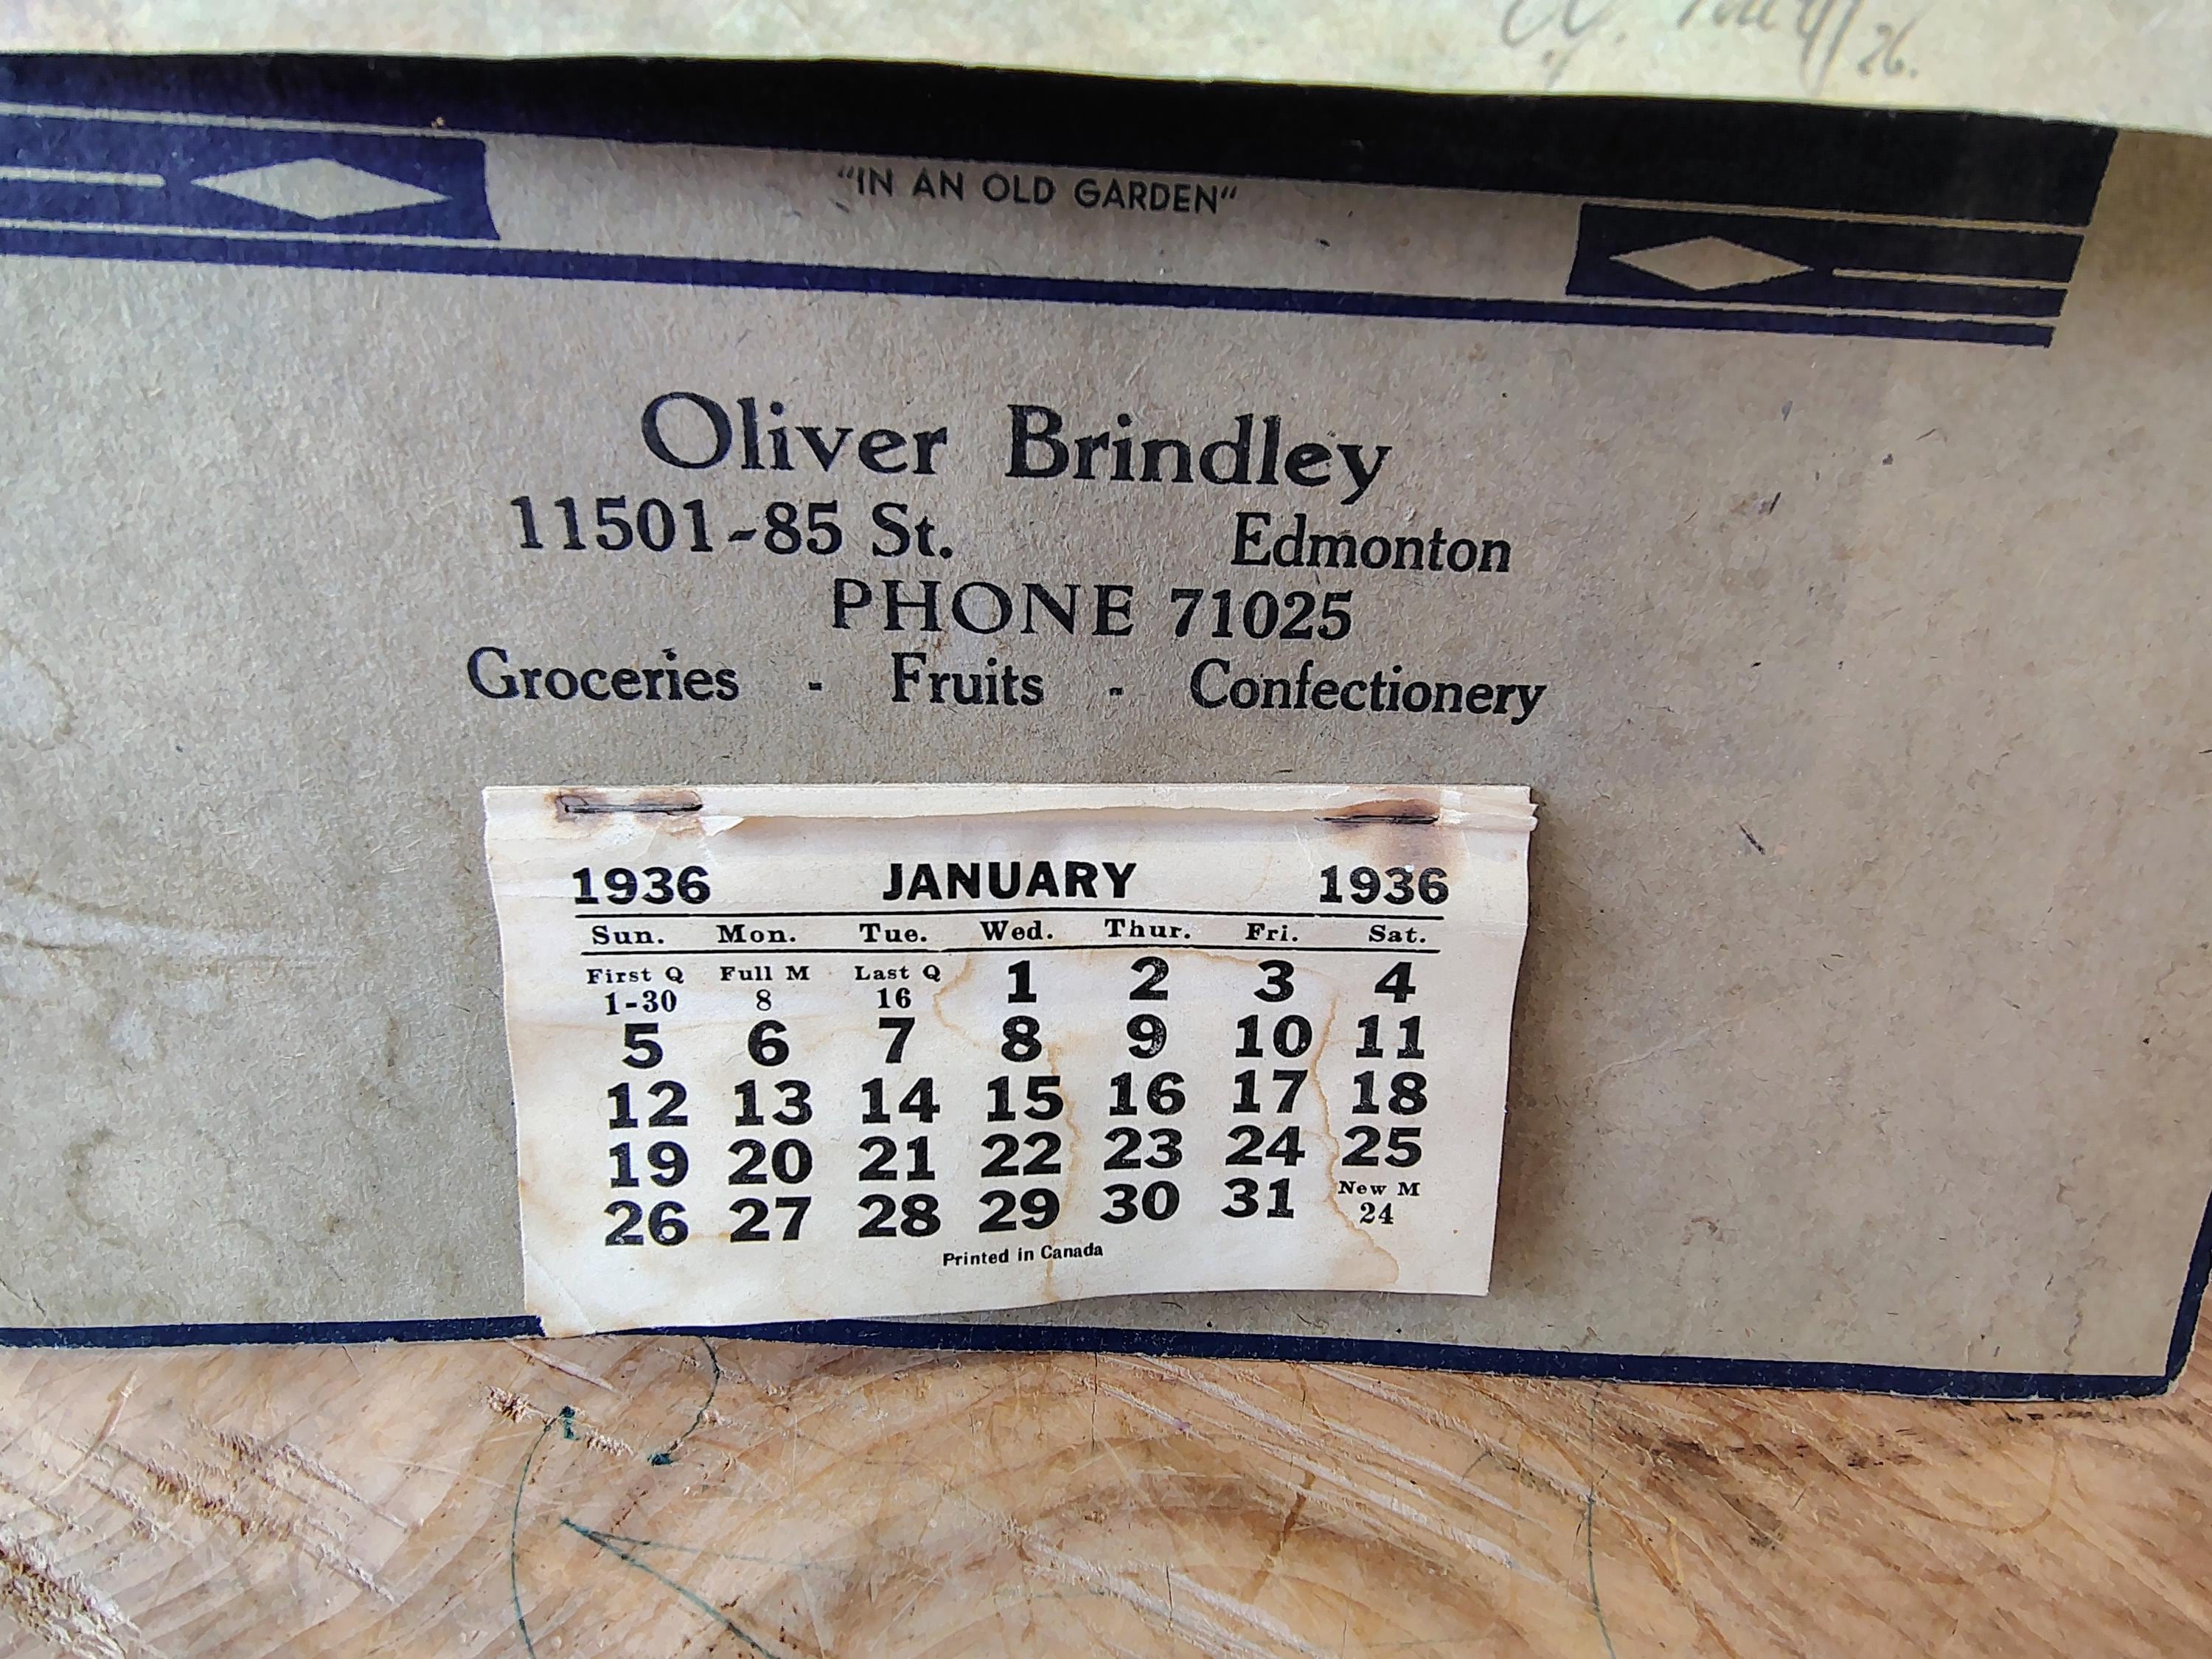 26.
“IN AN OLD GARDEN“
Oliver Brindley
11501-85 St. Edmonton
PHONE 71025
Groceries - Fruits - Confectionery
1936 JANUARY 1936
Sun. Mon. Tue. Wed. Thur. Fri. Sat.
First Q Full M Last Q 1 2 3 4
1-30 8 16
5 6 7 8 9 10 11
12 13 14 15 16 17 18
19 20 21 22 23 24 25
26 27 28 29 30 31 New M
24
Printed in Canada